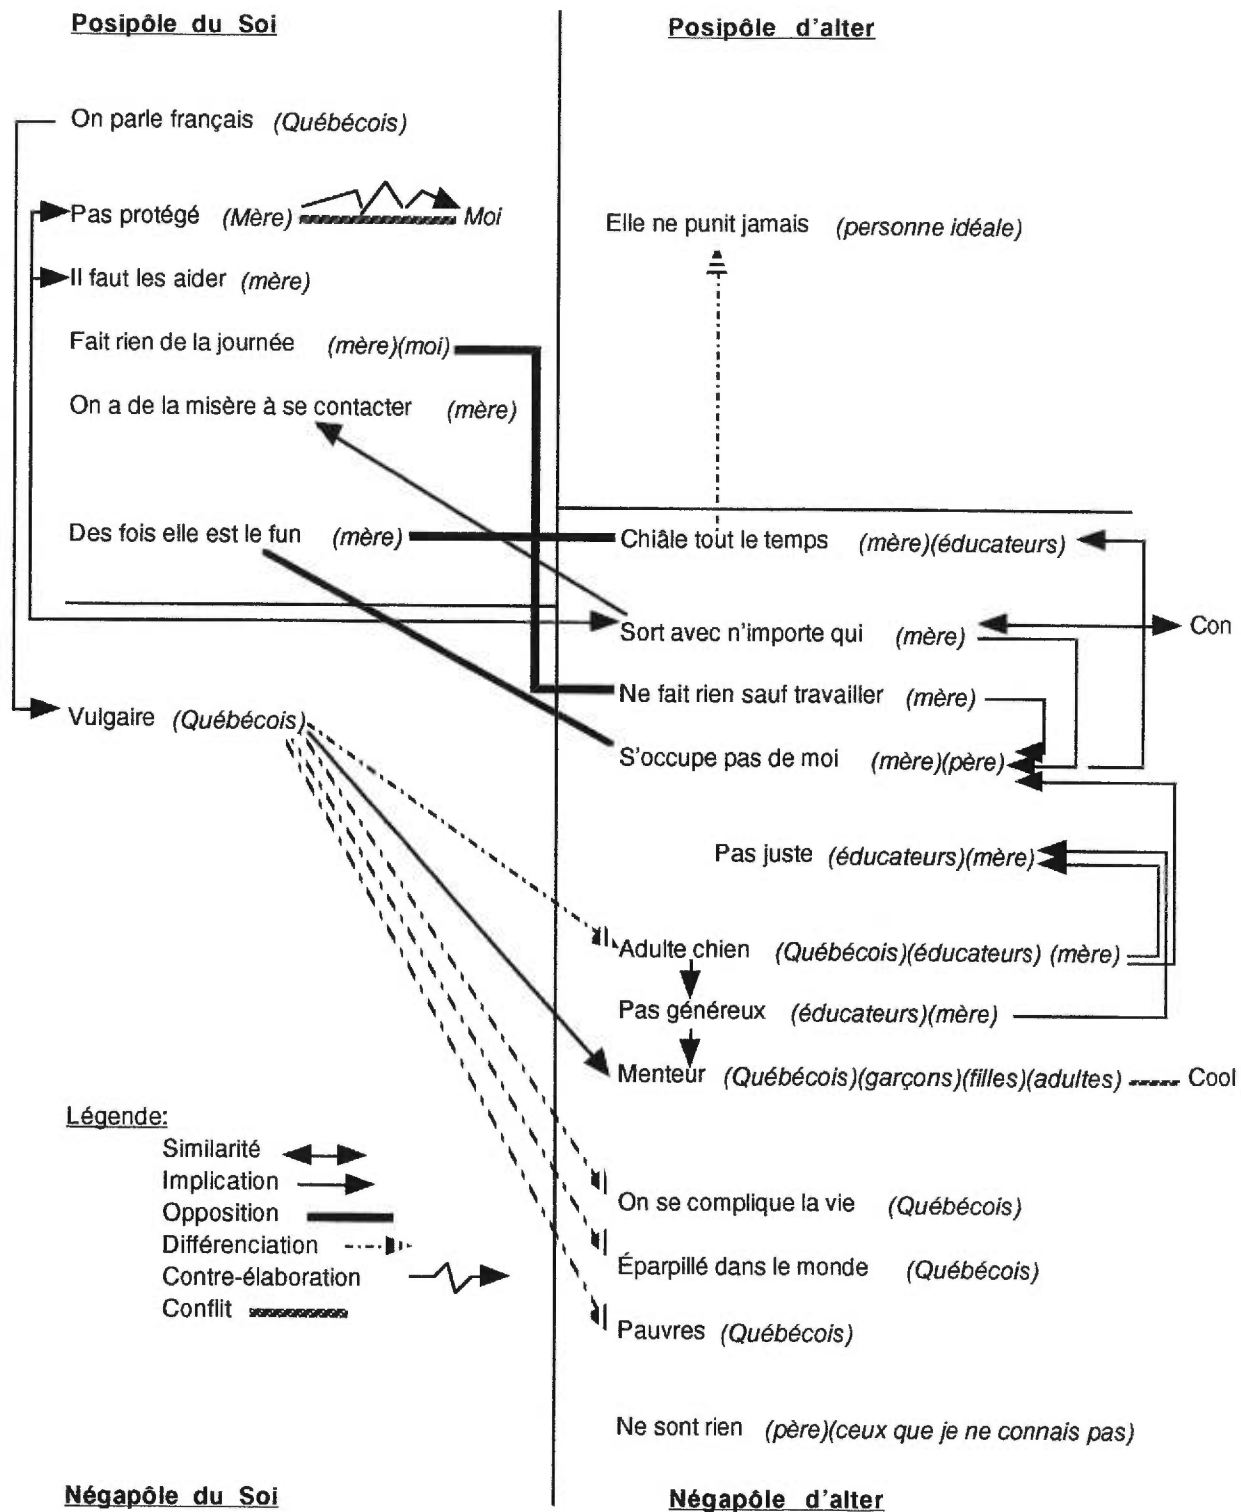 Posipôle du Soi
Posipôle d'alter
On parle français (Québécois)
Pas protégé (Mère) Moi
Elle ne punit jamais (personne idéale)
Il faut les aider (mère)
Fait rien de la journée (mère)(moi)
On a de la misère à se contacter (mère)
Des fois elle est le fun (mère)
Chiâle tout le temps (mère)(éducateurs)
Sort avec n'importe qui (mère)
Con
Ne fait rien sauf travailler (mère)
Vulgaire (Québécois)
S'occupe pas de moi (mère)(père)
Pas juste (éducateurs)(mère)
Adulte chien (Québécois)(éducateurs) (mère)
Pas généreux (éducateurs)(mère)
Menteur (Québécois)(garçons)(filles)(adultes) Cool
Légende:
Similarité
Implication
Opposition
Différenciation
Contre-élaboration
Conflit
On se complique la vie (Québécois)
Éparpillé dans le monde (Québécois)
Pauvres (Québécois)
Ne sont rien (père)(ceux que je ne connais pas)
Négapôle du Soi
Négapôle d'alter